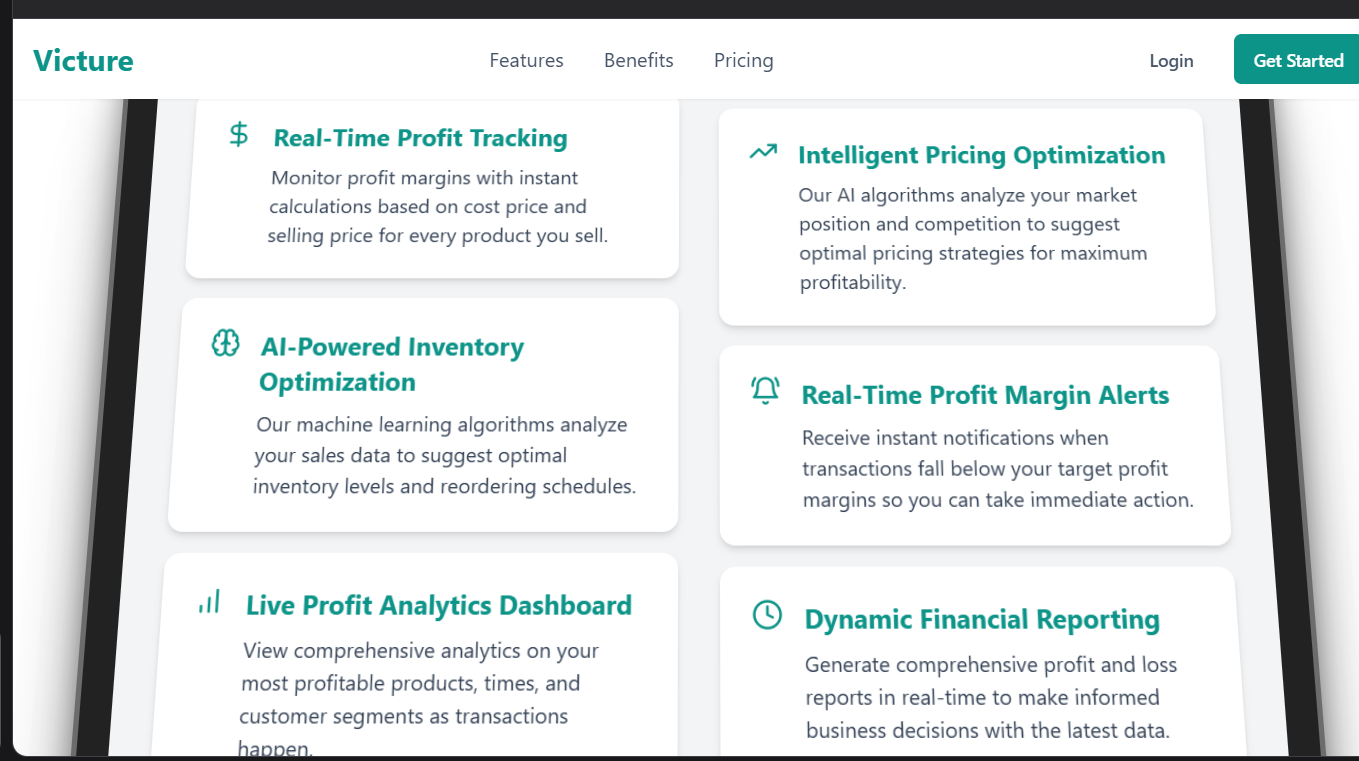 Victure
Features
Benefits
Pricing
Login
Get Started
Real-Time Profit Tracking
Monitor profit margins with instant
calculations based on cost price and
selling price for every product you sell.
AI-Powered Inventory
Optimization
Our machine learning algorithms analyze
your sales data to suggest optimal
inventory levels and reordering schedules.
Live Profit Analytics Dashboard
View comprehensive analytics on your
most profitable products, times, and
customer segments as transactions
happen.
Intelligent Pricing Optimization
Our AI algorithms analyze your market
position and competition to suggest
optimal pricing strategies for maximum
profitability.
Real-Time Profit Margin Alerts
Receive instant notifications when
transactions fall below your target profit
margins so you can take immediate action.
Dynamic Financial Reporting
Generate comprehensive profit and loss
reports in real-time to make informed
business decisions with the latest data.